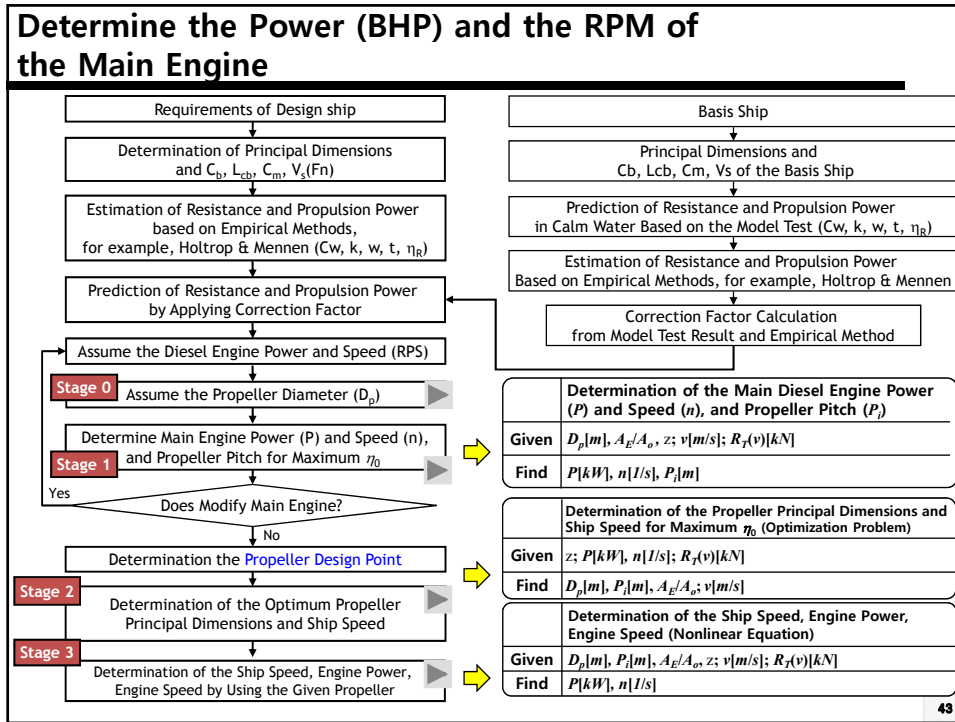 Determine the Power (BHP) and the RPM of
the Main Engine
Requirements of Design ship
Determination of Principal Dimensions
and Cb, Lcb, Cm, Vs(Fn)
Estimation of Resistance and Propulsion Power
based on Empirical Methods,
for example, Holtrop & Mennen (Cw, k, w, t, ηR)
Prediction of Resistance and Propulsion Power
by Applying Correction Factor
Assume the Diesel Engine Power and Speed (RPS)
Stage 0
Assume the Propeller Diameter (Dp)
Determine Main Engine Power (P) and Speed (n),
and Propeller Pitch for Maximum η0
Stage 1
Yes
Does Modify Main Engine?
No
Determination the Propeller Design Point
Stage 2
Determination of the Optimum Propeller
Principal Dimensions and Ship Speed
Stage 3
Determination of the Ship Speed, Engine Power,
Engine Speed by Using the Given Propeller
Basis Ship
Principal Dimensions and
Cb, Lcb, Cm, Vs of the Basis Ship
Prediction of Resistance and Propulsion Power
in Calm Water Based on the Model Test (Cw, k, w, t, ηR)
Estimation of Resistance and Propulsion Power
Based on Empirical Methods, for example, Holtrop & Mennen
Correction Factor Calculation
from Model Test Result and Empirical Method
Determination of the Main Diesel Engine Power
(P) and Speed (n), and Propeller Pitch (Pi)
Given Dp[m], AE/Ao, z; v[m/s]; RT(v)[kN]
Find P[kW], n[1/s], Pi[m]
Determination of the Propeller Principal Dimensions and
Ship Speed for Maximum η0 (Optimization Problem)
Given z; P[kW], n[1/s]; RT(v)[kN]
Find Dp[m], Pi[m], AE/Ao; v[m/s]
Determination of the Ship Speed, Engine Power,
Engine Speed (Nonlinear Equation)
Given Dp[m], Pi[m], AE/Ao, z; v[m/s]; RT(v)[kN]
Find P[kW], n[1/s]
43